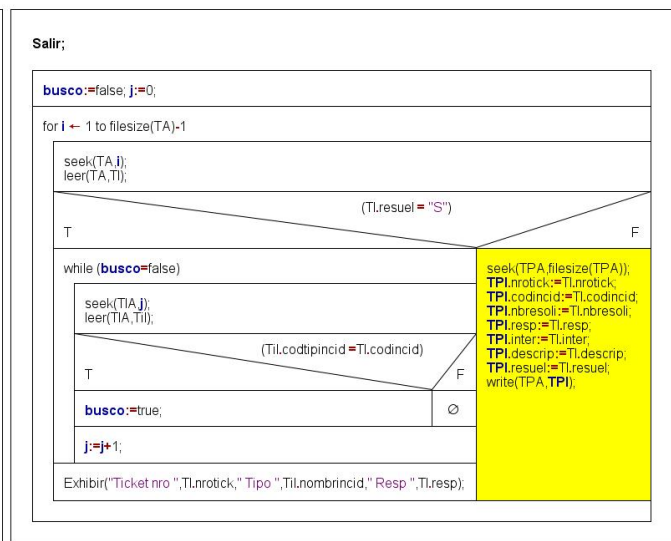 Salir;
busco:=false; j:=0;
for i ← 1 to filesize(TA)-1
seek(TA,i);
leer(TA,TI);
(TI.resuel = "S")
T
F
while (busco=false)
seek(TIA,j);
leer(TIA,TiI);
(TiI.codtipincid =TI.codincid)
T
F
busco:=true;
∅
j:=j+1;
Exhibir("Ticket nro ",TI.nrotick," Tipo ",TiI.nombrincid," Resp ",TI.resp);
seek(TPA,filesize(TPA));
TPI.nrotick:=TI.nrotick;
TPI.codincid:=TI.codincid;
TPI.nbresoli:=TI.nbresoli;
TPI.resp:=TI.resp;
TPI.inter:=TI.inter;
TPI.descrip:=TI.descrip;
TPI.resuel:=TI.resuel;
write(TPA,TPI);